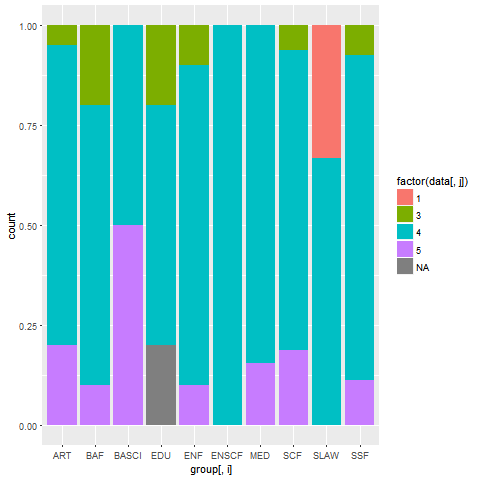 1.00
0.75
0.50
0.25
0.00
count
ART BAF BASCI EDU ENF ENSCF MED SCF SLAW SSF
group[, i]
factor(data[, j])
1
3
4
5
NA